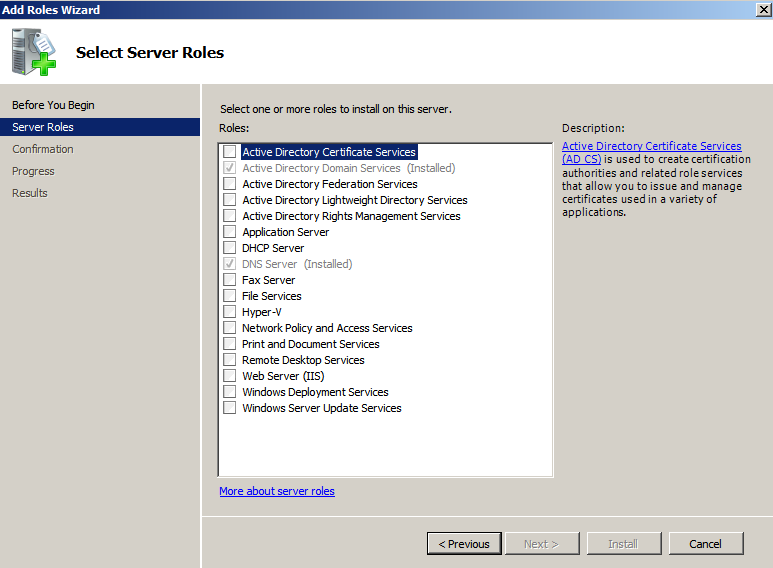 Add Roles Wizard
Select Server Roles
Before You Begin
Server Roles
Confirmation
Progress
Results
Select one or more roles to install on this server.
Roles:
Active Directory Certificate Services
Active Directory Domain Services (Installed)
Active Directory Federation Services
Active Directory Lightweight Directory Services
Active Directory Rights Management Services
Application Server
DHCP Server
DNS Server (Installed)
Fax Server
File Services
Hyper-V
Network Policy and Access Services
Print and Document Services
Remote Desktop Services
Web Server (IIS)
Windows Deployment Services
Windows Server Update Services
More about server roles
Description:
Active Directory Certificate Services
(AD CS) is used to create certification
authorities and related role services
that allow you to issue and manage
certificates used in a variety of
applications.
< Previous
Next >
Install
Cancel